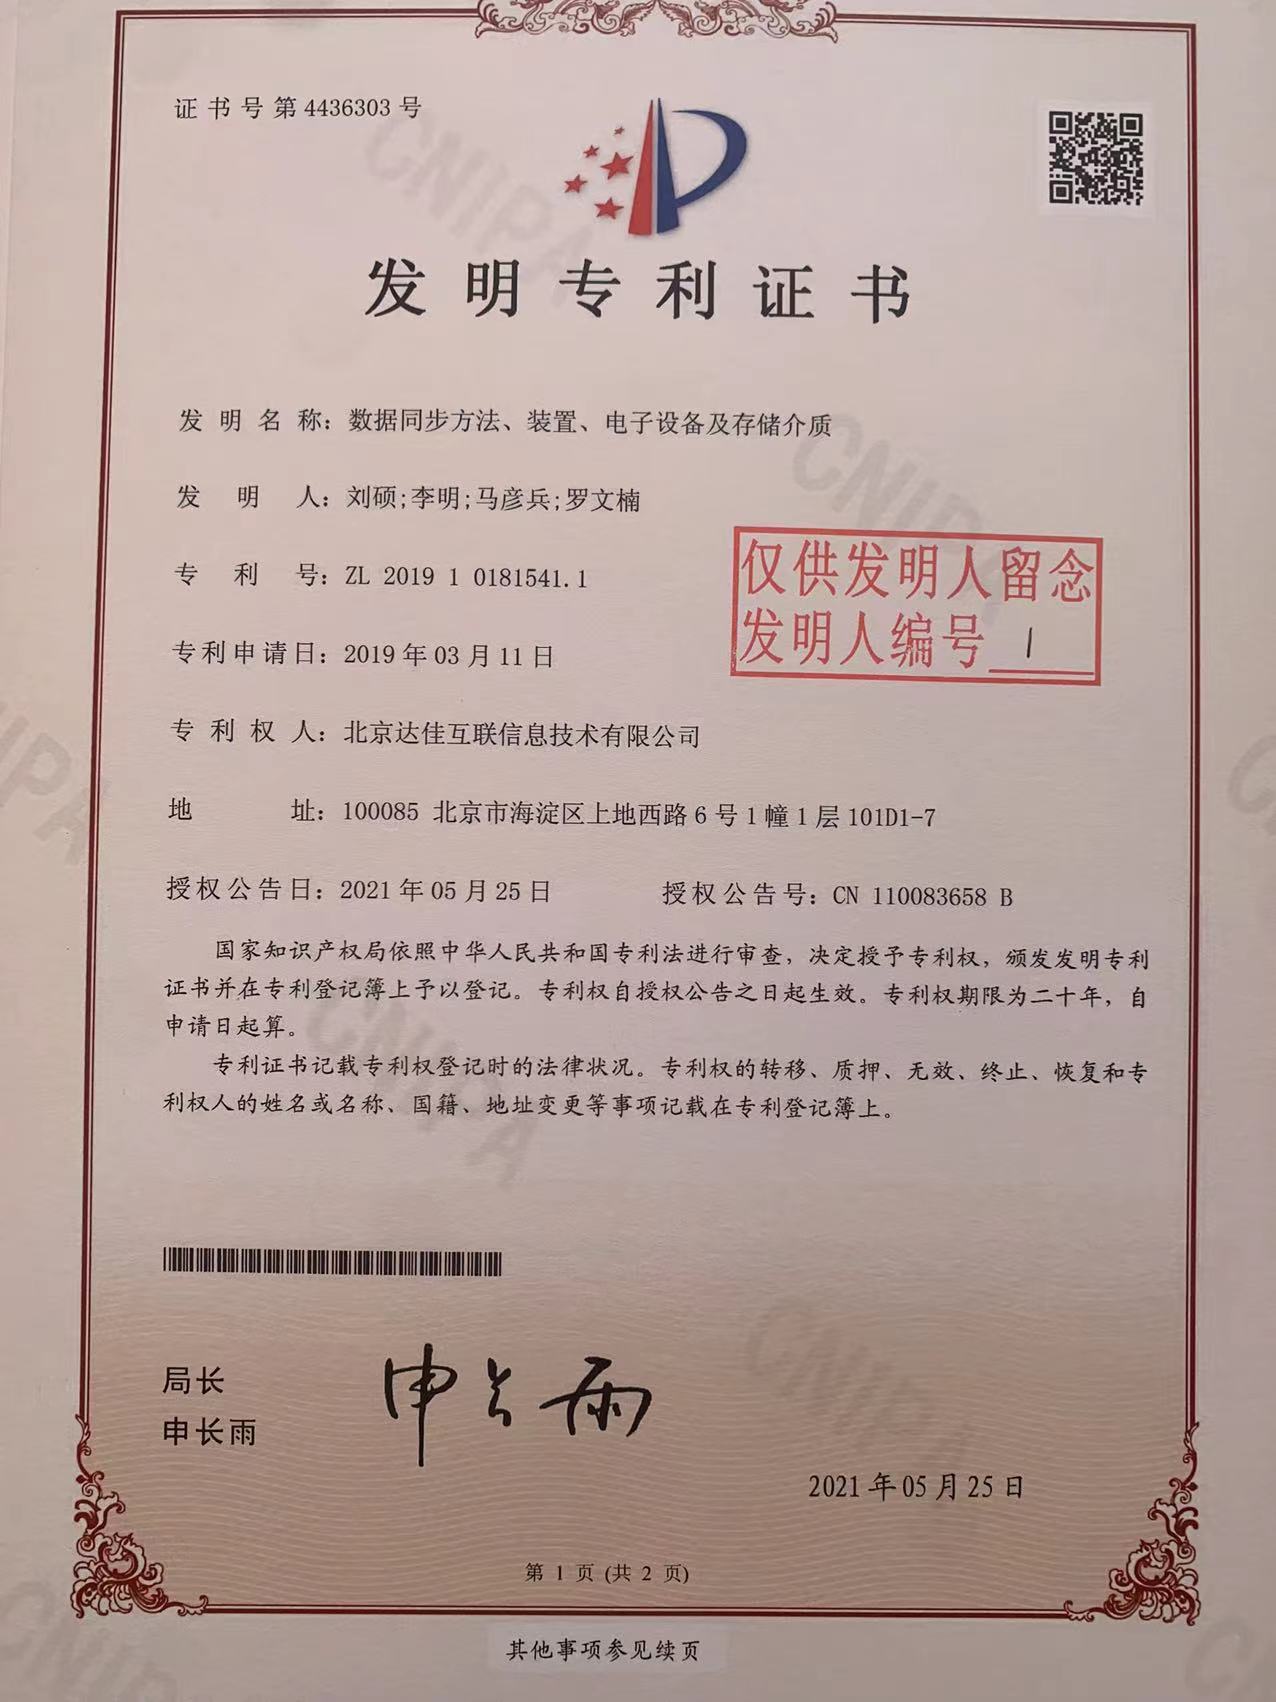 证书号第4436303号
发明专利证书
发明名称：数据同步方法、装置、电子设备及存储介质
发明人：刘硕;李明;马彦兵;罗文楠
仅供发明人留念
发明人编号 1
专利号：ZL 2019 1 0181541.1
专利申请日：2019年03月11日
专利权人：北京达佳互联信息技术有限公司
地址：100085 北京市海淀区上地西路6号1幢1层101D1-7
授权公告日：2021年05月25日 授权公告号：CN 110083658 B
国家知识产权局依照中华人民共和国专利法进行审查，决定授予专利权，颁发发明专利
证书并在专利登记簿上予以登记。专利权自授权公告之日起生效。专利权期限为二十年，自
申请日起算。
专利证书记载专利权登记时的法律状况。专利权的转移、质押、无效、终止、恢复和专
利权人的姓名或名称、国籍、地址变更等事项记载在专利登记簿上。
局长
申长雨
申长雨
2021年05月25日
第 1 页 (共 2 页)
其他事项参见续页
CNIPA
CNIPA
CNIPA
CNIPA
CNIPA
CNIPA